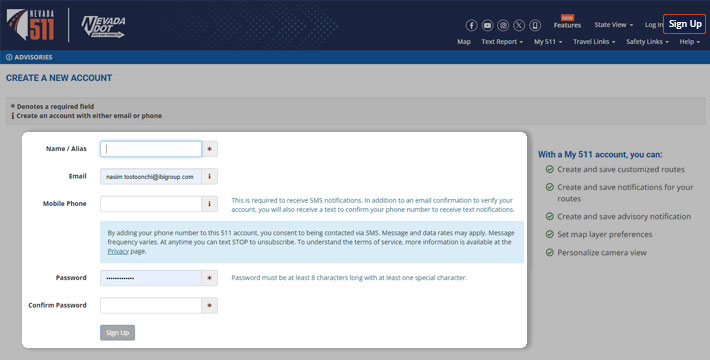 NEVADA
511
NEVADA
DOT
SAFE AND CONNECTED
NEW
Features
State View
Log In
Sign Up
Map
Text Report
My 511
Travel Links
Safety Links
Help
ADVISORIES
CREATE A NEW ACCOUNT
* Denotes a required field
i Create an account with either email or phone
Name / Alias
*
Email
nasim.tootoonchi@ibigroup.com
i
Mobile Phone
i
This is required to receive SMS notifications. In addition to an email confirmation to verify your
account, you will also receive a text to confirm your phone number to receive text notifications.
By adding your phone number to this 511 account, you consent to being contacted via SMS, Message and data rates may apply. Message
frequency varies. At anytime you can text STOP to unsubscribe. To understand the terms of service, more information is available at the
Privacy page.
Password
•••••••••••••
*
Password must be at least 8 characters long with at least one special character.
Confirm Password
*
Sign Up
With a My 511 account, you can:
Create and save customized routes
Create and save notifications for your
routes
Create and save advisory notification
Set map layer preferences
Personalize camera view